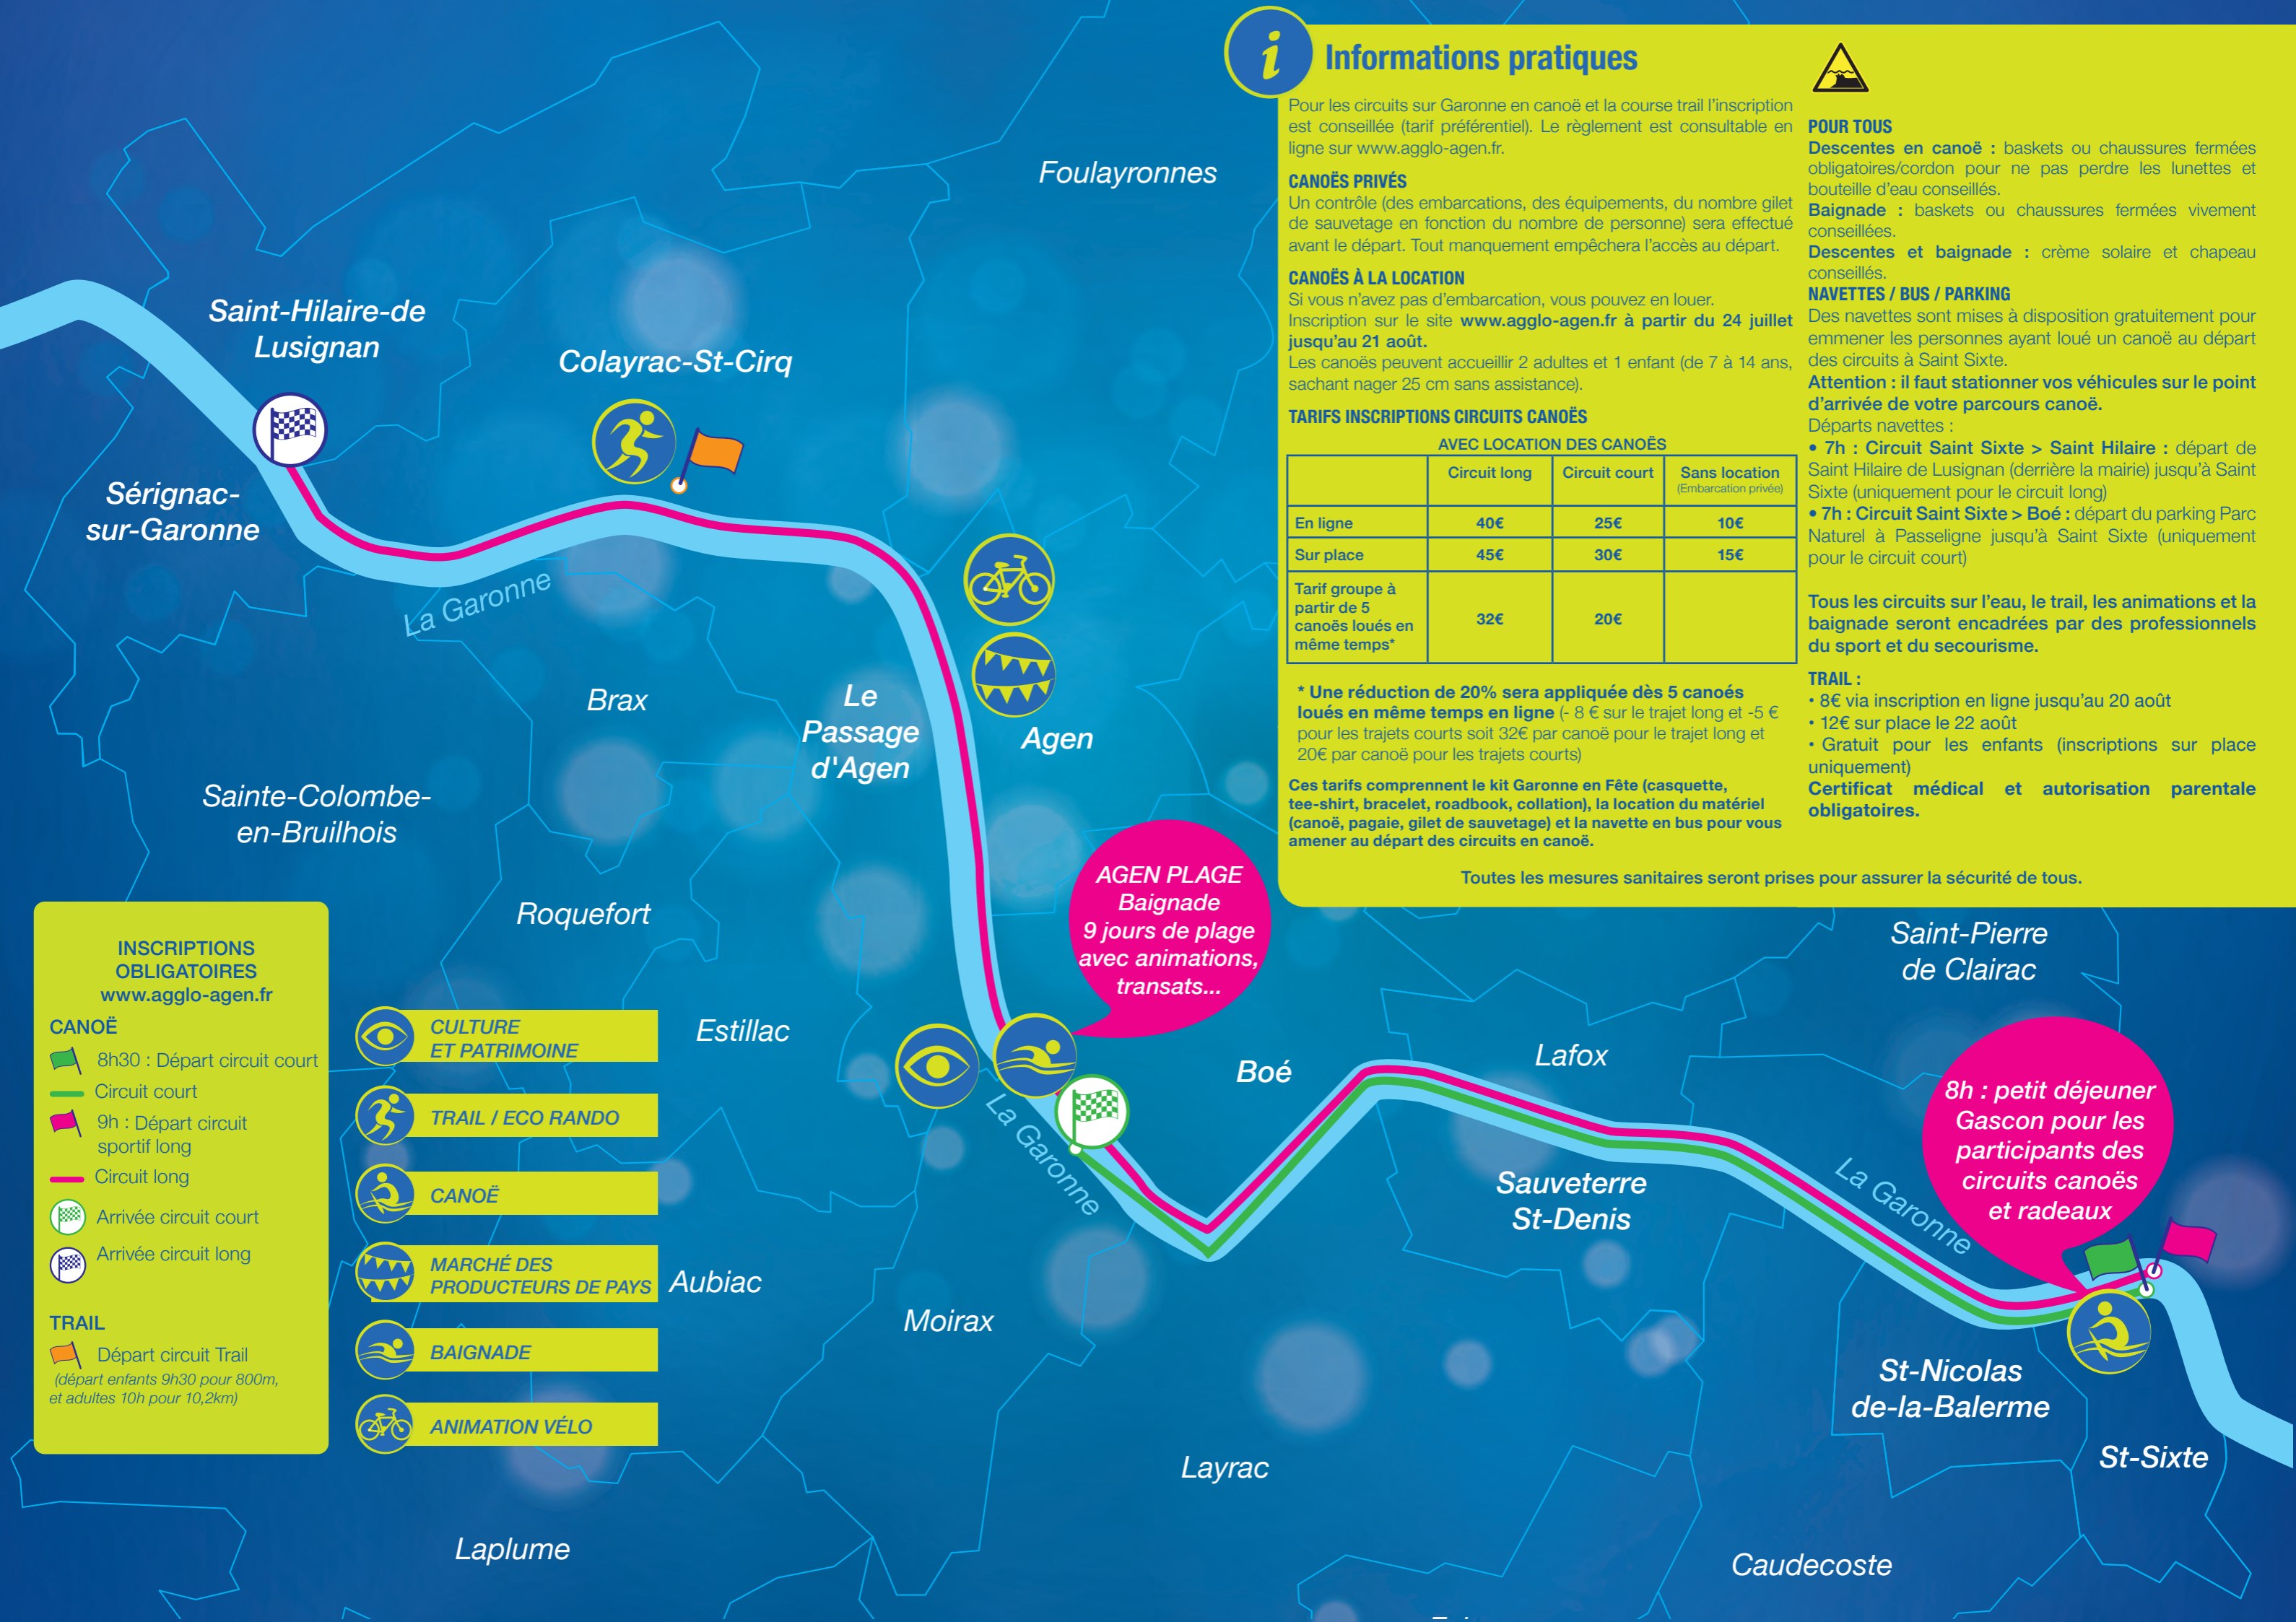 Informations pratiques
Pour les circuits sur Garonne en canoë et la course trail l'inscription
est conseillée (tarif préférentiel). Le règlement est consultable en
ligne sur www.agglo-agen.fr.
CANOËS PRIVÉS
Un contrôle (des embarcations, des équipements, du nombre gilet
de sauvetage en fonction du nombre de personne) sera effectué
avant le départ. Tout manquement empêchera l'accès au départ.
CANOËS À LA LOCATION
Si vous n'avez pas d'embarcation, vous pouvez en louer.
Inscription sur le site www.agglo-agen.fr à partir du 24 juillet
jusqu'au 21 août.
Les canoës peuvent accueillir 2 adultes et 1 enfant (de 7 à 14 ans,
sachant nager 25 cm sans assistance).
TARIFS INSCRIPTIONS CIRCUITS CANOËS
AVEC LOCATION DES CANOËS
Circuit long
Circuit court
Sans location
(Embarcation privée)
En ligne
40€
25€
10€
Sur place
45€
30€
15€
Tarif groupe à
partir de 5
canoës loués en
même temps*
32€
20€
* Une réduction de 20% sera appliquée dès 5 canoés
loués en même temps en ligne (- 8 € sur le trajet long et -5 €
pour les trajets courts soit 32€ par canoë pour le trajet long et
20€ par canoë pour les trajets courts)
Ces tarifs comprennent le kit Garonne en Fête (casquette,
tee-shirt, bracelet, roadbook, collation), la location du matériel
(canoë, pagaie, gilet de sauvetage) et la navette en bus pour vous
amener au départ des circuits en canoë.
POUR TOUS
Descentes en canoë : baskets ou chaussures fermées
obligatoires/cordon pour ne pas perdre les lunettes et
bouteille d'eau conseillés.
Baignade : baskets ou chaussures fermées vivement
conseillées.
Descentes et baignade : crème solaire et chapeau
conseillés.
NAVETTES / BUS / PARKING
Des navettes sont mises à disposition gratuitement pour
emmener les personnes ayant loué un canoë au départ
des circuits à Saint Sixte.
Attention : il faut stationner vos véhicules sur le point
d'arrivée de votre parcours canoë.
Départs navettes :
• 7h : Circuit Saint Sixte > Saint Hilaire : départ de
Saint Hilaire de Lusignan (derrière la mairie) jusqu'à Saint
Sixte (uniquement pour le circuit long)
• 7h : Circuit Saint Sixte > Boé : départ du parking Parc
Naturel à Passeligne jusqu'à Saint Sixte (uniquement
pour le circuit court)
Tous les circuits sur l'eau, le trail, les animations et la
baignade seront encadrées par des professionnels
du sport et du secourisme.
TRAIL :
• 8€ via inscription en ligne jusqu'au 20 août
• 12€ sur place le 22 août
• Gratuit pour les enfants (inscriptions sur place
uniquement)
Certificat médical et autorisation parentale
obligatoires.
Toutes les mesures sanitaires seront prises pour assurer la sécurité de tous.
Foulayronnes
Saint-Hilaire-de
Lusignan
Colayrac-St-Cirq
Sérignac-
sur-Garonne
La Garonne
Brax
Le
Passage
d'Agen
Agen
Sainte-Colombe-
en-Bruilhois
Roquefort
AGEN PLAGE
Baignade
9 jours de plage
avec animations,
transats...
Saint-Pierre
de Clairac
Estillac
Boé
Lafox
La Garonne
Sauveterre
St-Denis
La Garonne
8h : petit déjeuner
Gascon pour les
participants des
circuits canoës
et radeaux
Aubiac
Moirax
St-Nicolas
de-la-Balerme
St-Sixte
Layrac
Laplume
Caudecoste
INSCRIPTIONS
OBLIGATOIRES
www.agglo-agen.fr
CANOË
8h30 : Départ circuit court
Circuit court
9h : Départ circuit
sportif long
Circuit long
Arrivée circuit court
Arrivée circuit long
TRAIL
Départ circuit Trail
(départ enfants 9h30 pour 800m,
et adultes 10h pour 10,2km)
CULTURE
ET PATRIMOINE
TRAIL / ECO RANDO
CANOË
MARCHÉ DES
PRODUCTEURS DE PAYS
BAIGNADE
ANIMATION VÉLO